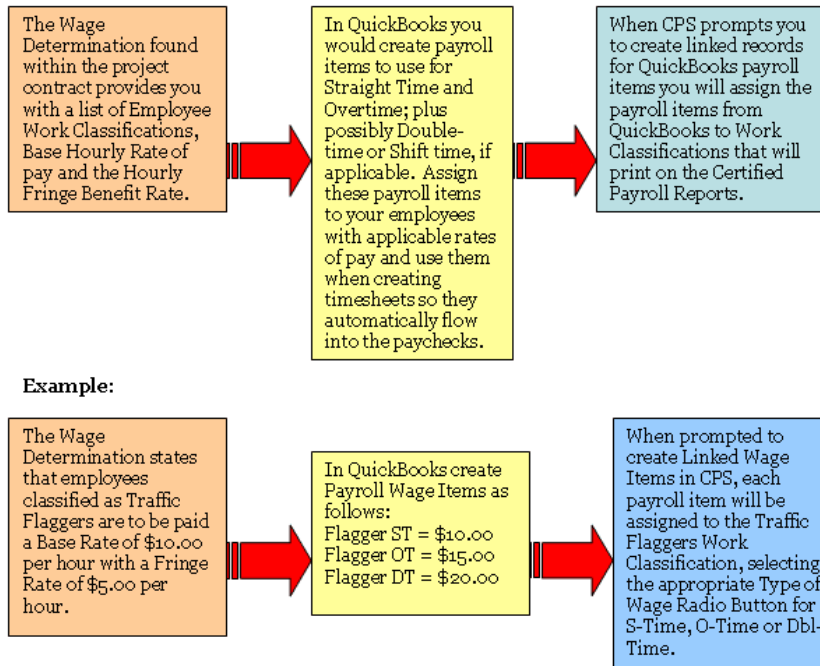 The Wage
Determination found
within the project
contract provides you
with a list of Employee
Work Classifications,
Base Hourly Rate of
pay and the Hourly
Fringe Benefit Rate.
In QuickBooks you
would create payroll
items to use for
Straight Time and
Overtime; plus
possibly Double-
time or Shift time, if
applicable. Assign
these payroll items
to your employees
with applicable rates
of pay and use them
when creating
timesheets so they
automatically flow
into the paychecks.
When CPS prompts you
to create linked records
for QuickBooks payroll
items you will assign the
payroll items from
QuickBooks to Work
Classifications that will
print on the Certified
Payroll Reports.
Example:
The Wage
Determination states
that employees
classified as Traffic
Flaggers are to be paid
a Base Rate of $10.00
per hour with a Fringe
Rate of $5.00 per
hour.
In QuickBooks create
Payroll Wage Items as
follows:
Flagger ST = $10.00
Flagger OT = $15.00
Flagger DT = $20.00
When prompted to
create Linked Wage
Items in CPS, each
payroll item will be
assigned to the Traffic
Flaggers Work
Classification, selecting
the appropriate Type of
Wage Radio Button for
S-Time, O-Time or Dbl-
Time.